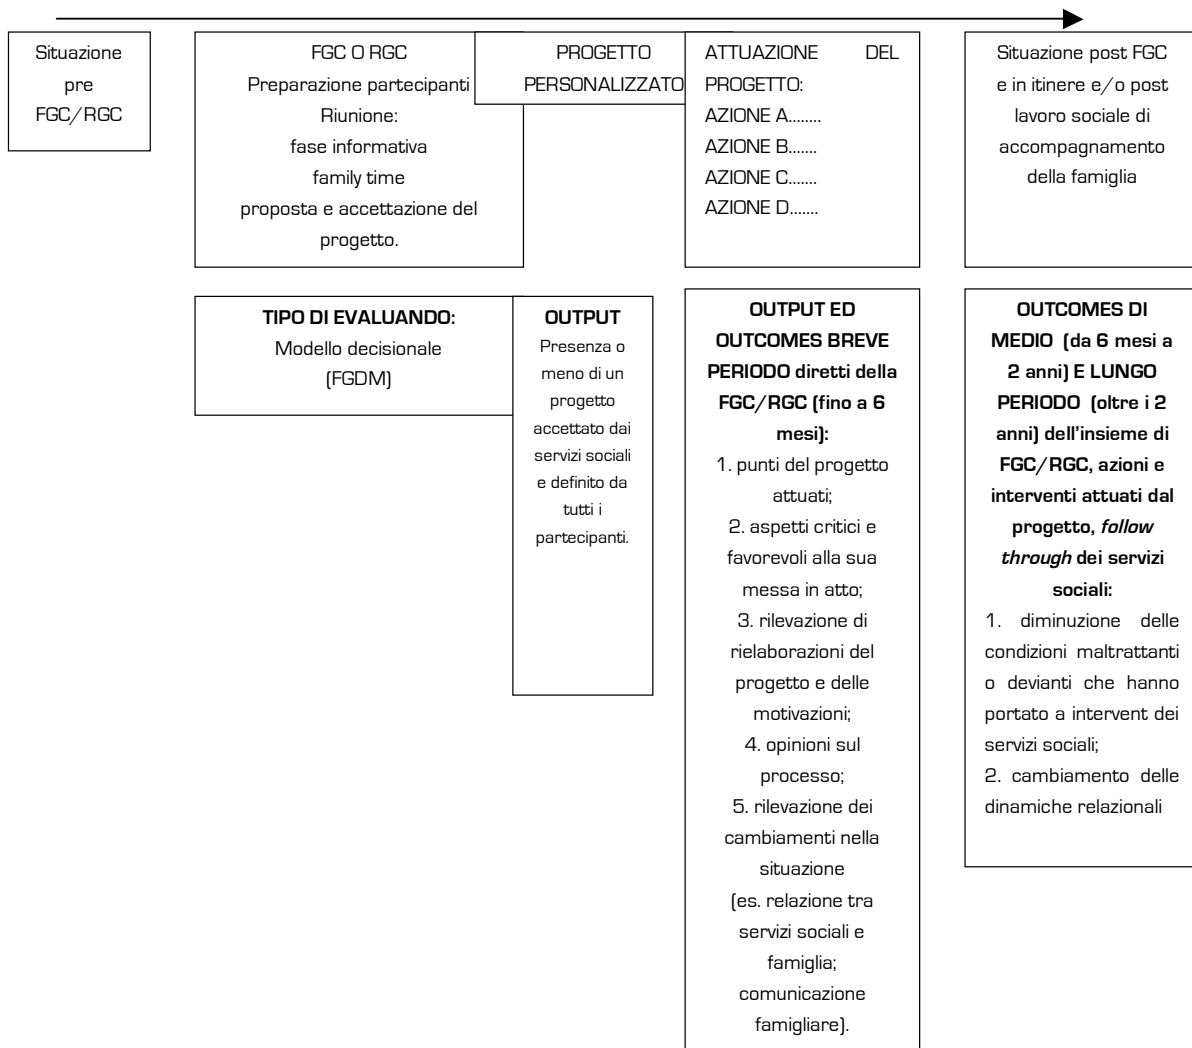 Situazione
pre
FGC/RGC
FGC O RGC
Preparazione partecipanti
Riunione:
fase informativa
family time
proposta e accettazione del
progetto.
PROGETTO
PERSONALIZZATO
ATTUAZIONE DEL
PROGETTO:
AZIONE A........
AZIONE B.......
AZIONE C.......
AZIONE D.......
Situazione post FGC
e in itinere e/o post
lavoro sociale di
accompagnamento
della famiglia
TIPO DI EVALUANDO:
Modello decisionale
(FGDM)
OUTPUT
Presenza o
meno di un
progetto
accettato dai
servizi sociali
e definito da
tutti i
partecipanti.
OUTPUT ED
OUTCOMES BREVE
PERIODO diretti della
FGC/RGC (fino a 6
mesi):
1. punti del progetto
attuati;
2. aspetti critici e
favorevoli alla sua
messa in atto;
3. rilevazione di
rielaborazioni del
progetto e delle
motivazioni;
4. opinioni sul
processo;
5. rilevazione dei
cambiamenti nella
situazione
(es. relazione tra
servizi sociali e
famiglia;
comunicazione
famigliare).
OUTCOMES DI
MEDIO (da 6 mesi a
2 anni) E LUNGO
PERIODO (oltre i 2
anni) dell'insieme di
FGC/RGC, azioni e
interventi attuati dal
progetto, follow
through dei servizi
sociali:
1. diminuzione delle
condizioni maltrattanti
o devianti che hanno
portato a intervent dei
servizi sociali;
2. cambiamento delle
dinamiche relazionali